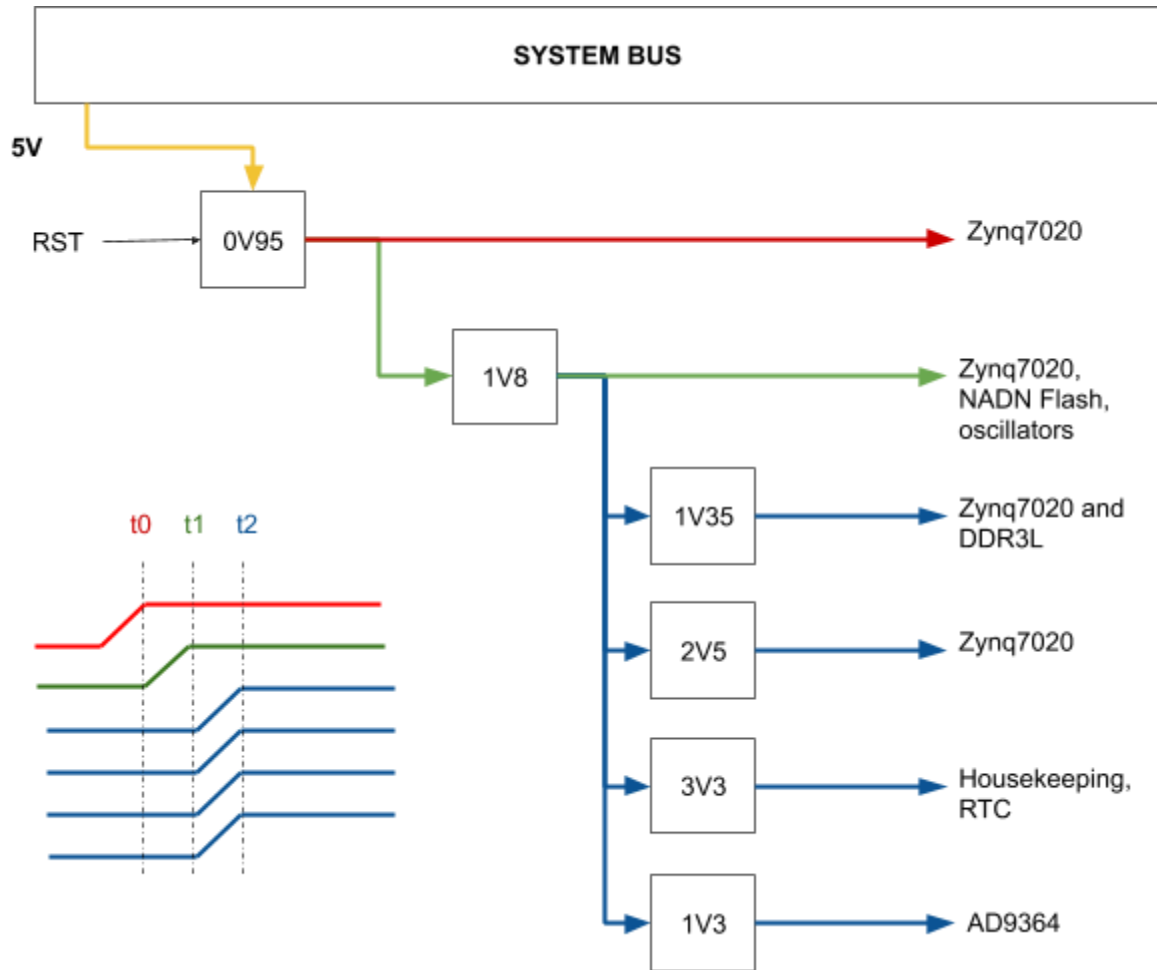 SYSTEM BUS
5V
RST
0V95
Zynq7020
1V8
Zynq7020,
NADN Flash,
oscillators
1V35
Zynq7020 and
DDR3L
t0
t1
t2
2V5
Zynq7020
3V3
Housekeeping,
RTC
1V3
AD9364